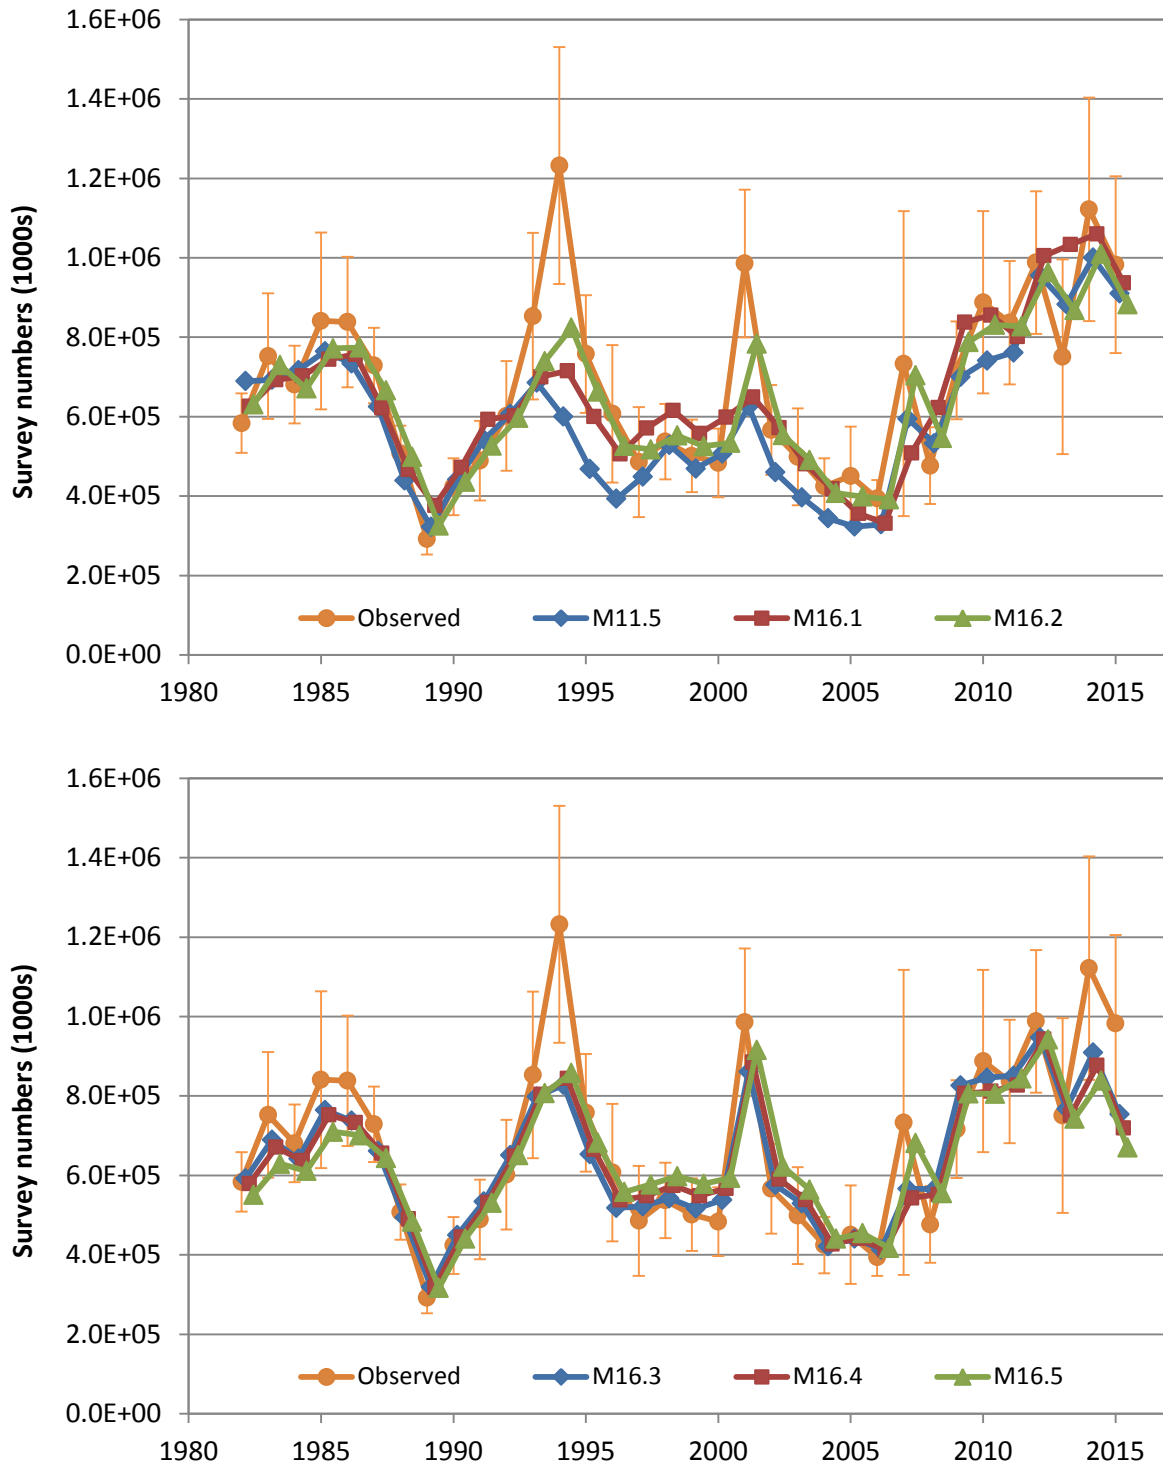 1.6E+06
1.4E+06
1.2E+06
1.0E+06
8.0E+05
6.0E+05
4.0E+05
2.0E+05
0.0E+00
Survey numbers (1000s)
Observed M11.5 M16.1 M16.2
1980 1985 1990 1995 2000 2005 2010 2015
1.6E+06
1.4E+06
1.2E+06
1.0E+06
8.0E+05
6.0E+05
4.0E+05
2.0E+05
0.0E+00
Survey numbers (1000s)
Observed M16.3 M16.4 M16.5
1980 1985 1990 1995 2000 2005 2010 2015